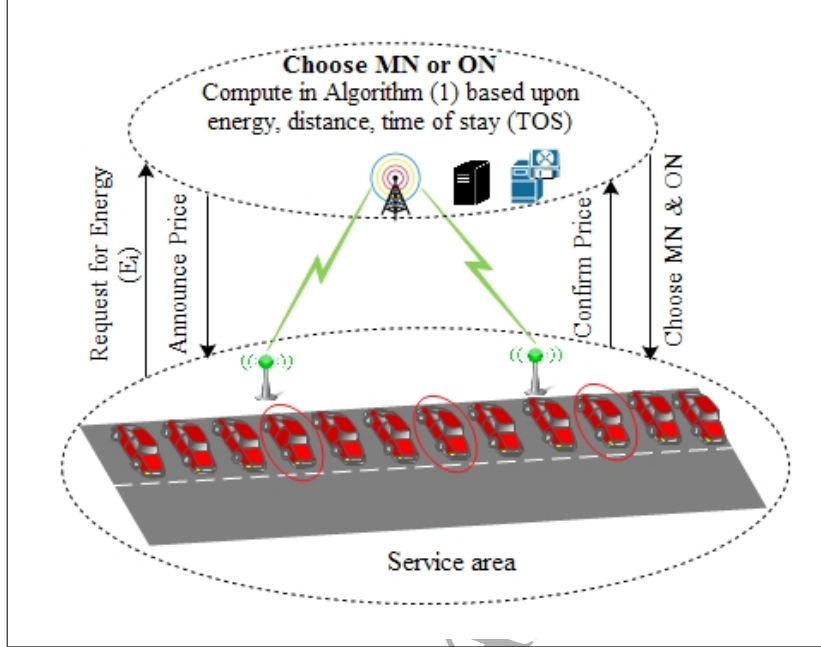 Choose MN or ON
Compute in Algorithm (1) based upon
energy, distance, time of stay (TOS)
Request for Energy
(Eᵢ)
Announce Price
Confirm Price
Choose MN & ON
Service area